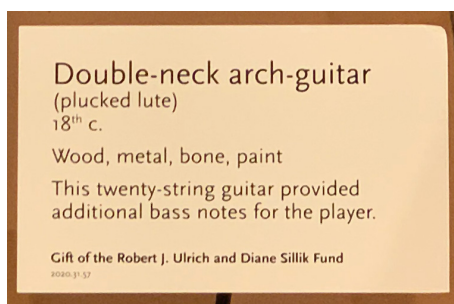 Double-neck arch-guitar
(plucked lute)
18th c.
Wood, metal, bone, paint
This twenty-string guitar provided
additional bass notes for the player.
Gift of the Robert J. Ulrich and Diane Sillik Fund
2020.31.57